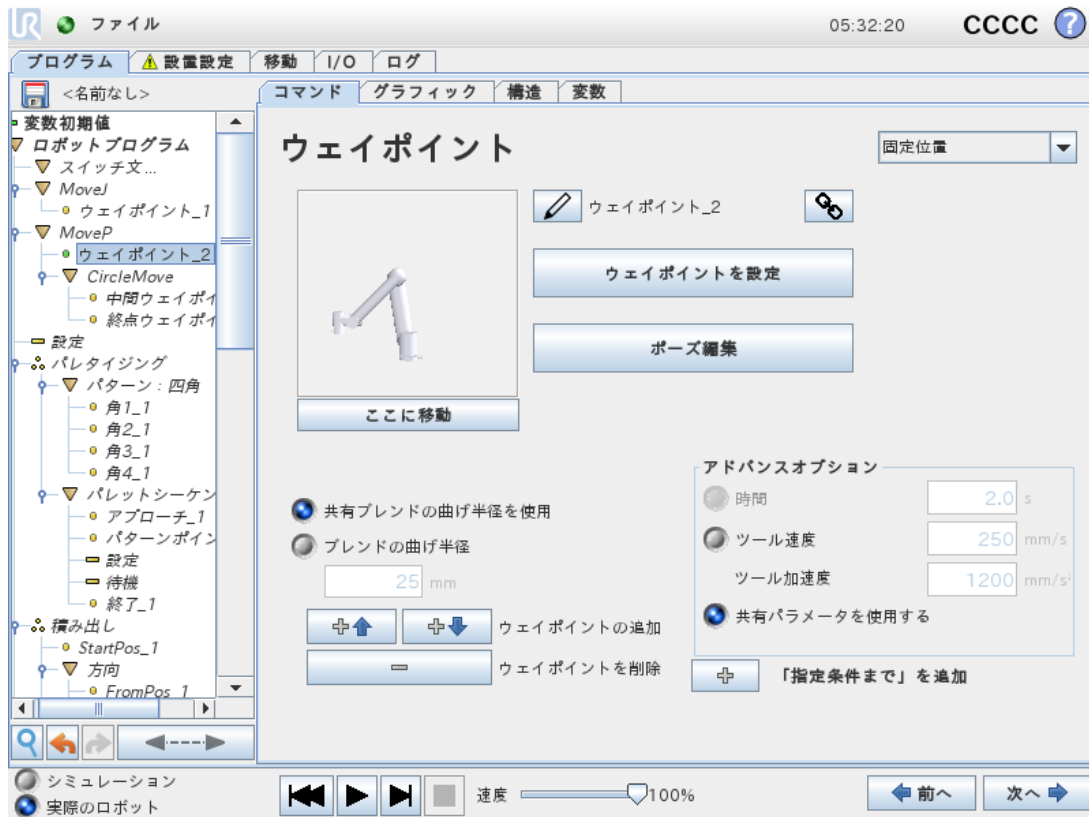 UR ファイル 05:32:20 CCCC ?
プログラム 設置設定 移動 I/O ログ
<名前なし>
コマンド グラフィック 構造 変数
変数初期値
ロボットプログラム
スイッチ文...
MoveJ
ウェイポイント_1
MoveP
ウェイポイント_2
CircleMove
中間ウェイポイ
終点ウェイポイ
設定
パレタイジング
パターン : 四角
角1_1
角2_1
角3_1
角4_1
パレットシーケン
アプローチ_1
パターンポイン
設定
待機
終了_1
積み出し
StartPos_1
方向
FromPos_1
ウェイポイント
固定位置
ウェイポイント_2
ウェイポイントを設定
ポーズ編集
ここに移動
共有ブレンドの曲げ半径を使用
ブレンドの曲げ半径
25 mm
ウェイポイントの追加
ウェイポイントを削除
アドバンスオプション
時間 2.0 s
ツール速度 250 mm/s
ツール加速度 1200 mm/s²
共有パラメータを使用する
「指定条件まで」を追加
シミュレーション
実際のロボット
速度 100%
前へ 次へ